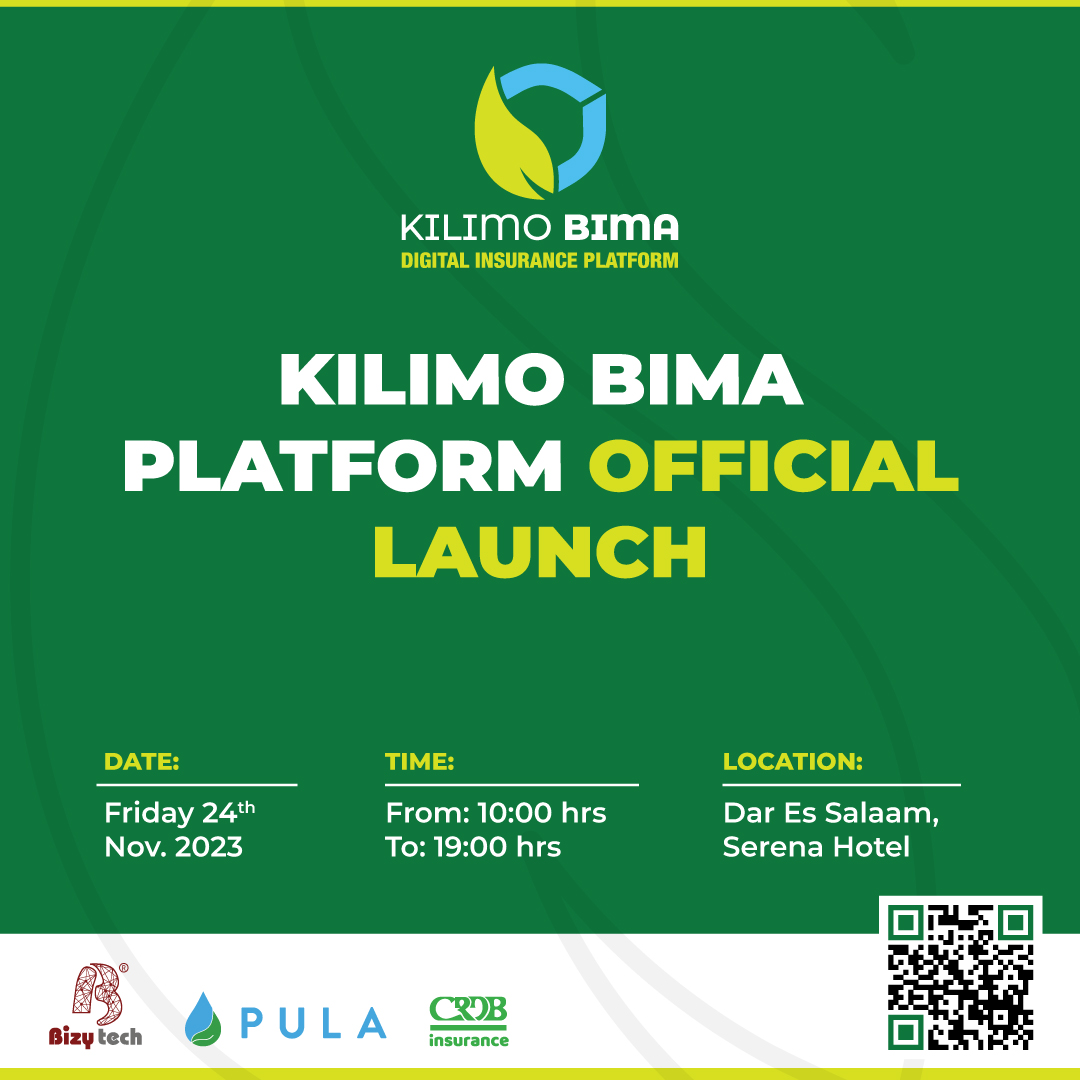 KILIMO BIMA
DIGITAL INSURANCE PLATFORM
KILIMO BIMA
PLATFORM OFFICIAL
LAUNCH
DATE:
Friday 24th
Nov. 2023
TIME:
From: 10:00 hrs
To: 19:00 hrs
LOCATION:
Dar Es Salaam,
Serena Hotel
®
Bizy tech
PULA
CRDB
insurance